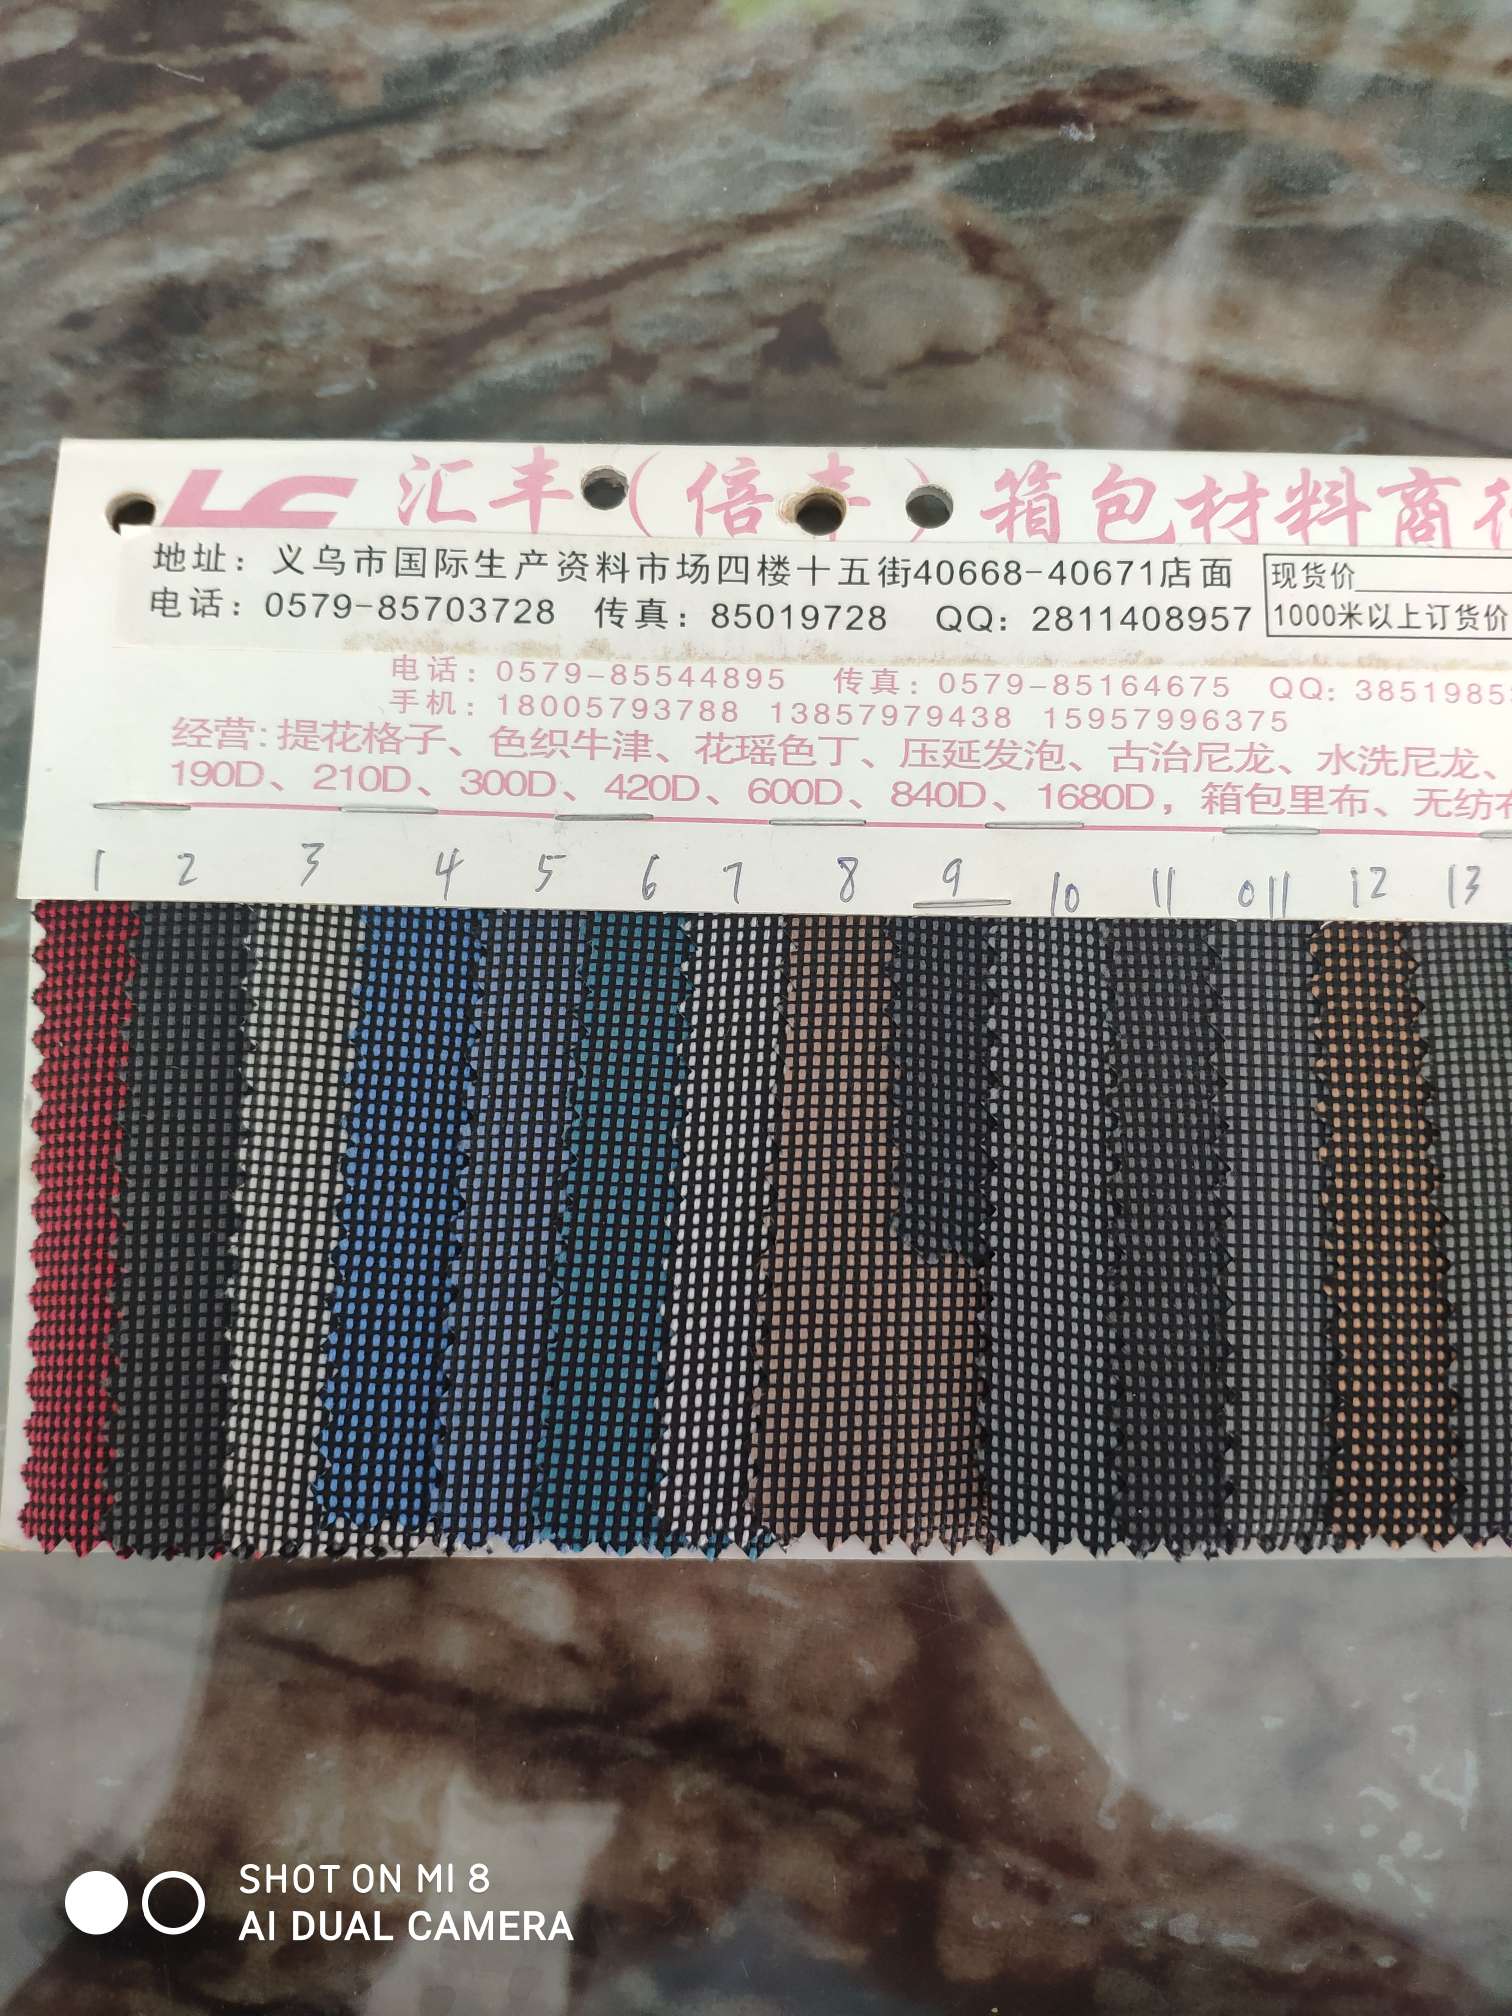 LC 汇丰（倍丰）箱包材料商行
地址：义乌市国际生产资料市场四楼十五街40668-40671店面 现货价
电话：0579-85703728 传真：85019728 QQ：2811408957 1000米以上订货价
电话：0579-85544895 传真：0579-85164675 QQ：3851985
手机：18005793788 13857979438 15957996375
经营:提花格子、色织牛津、花瑶色丁、压延发泡、古治尼龙、水洗尼龙、
190D、210D、300D、420D、600D、840D、1680D，箱包里布、无纺布
1 2 3 4 5 6 7 8 9 10 11 011 12 13
SHOT ON MI 8
AI DUAL CAMERA